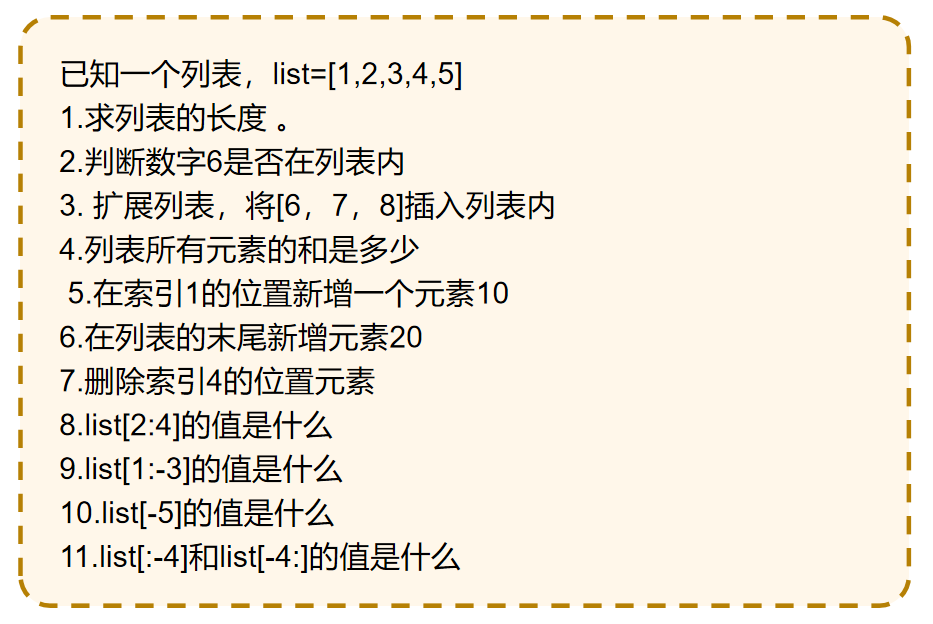 已知一个列表，list=[1,2,3,4,5]
1.求列表的长度 。
2.判断数字6是否在列表内
3. 扩展列表，将[6，7，8]插入列表内
4.列表所有元素的和是多少
5.在索引1的位置新增一个元素10
6.在列表的末尾新增元素20
7.删除索引4的位置元素
8.list[2:4]的值是什么
9.list[1:-3]的值是什么
10.list[-5]的值是什么
11.list[:-4]和list[-4:]的值是什么